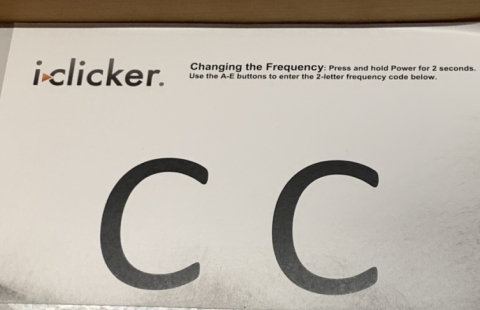 i>clicker.
Changing the Frequency: Press and hold Power for 2 seconds.
Use the A-E buttons to enter the 2-letter frequency code below.
C C